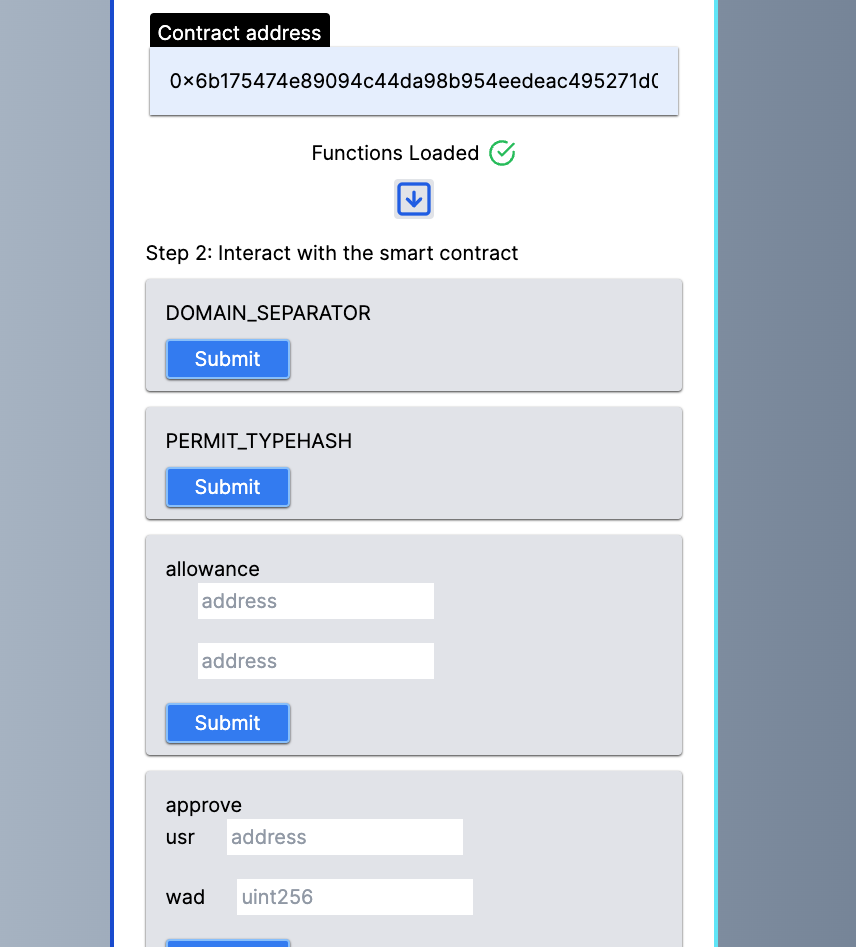 Contract address
0x6b175474e89094c44da98b954eedeac495271d
Functions Loaded
Step 2: Interact with the smart contract
DOMAIN_SEPARATOR
Submit
PERMIT_TYPEHASH
Submit
allowance
address
address
Submit
approve
usr address
wad uint256